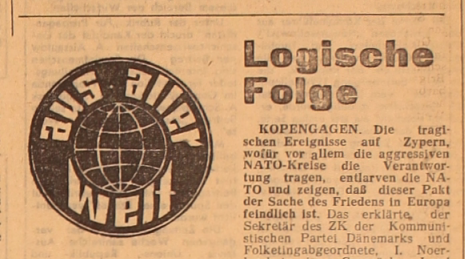 aus aller
Welt
Logische
Folge
KOPENGAGEN. Die tragi-
schen Ereignisse auf Zypern,
wofür vor allem die aggressiven
NATO-Kreise die Verantwor-
tung tragen, entlarven die NA-
TO und zeigen, daß dieser Pakt
der Sache des Friedens in Europa
feindlich ist. Das erklärte der
Sekretär des ZK der Kommuni-
stischen Partei Dänemarks und
Folketingabgeordnete, I. Noer-